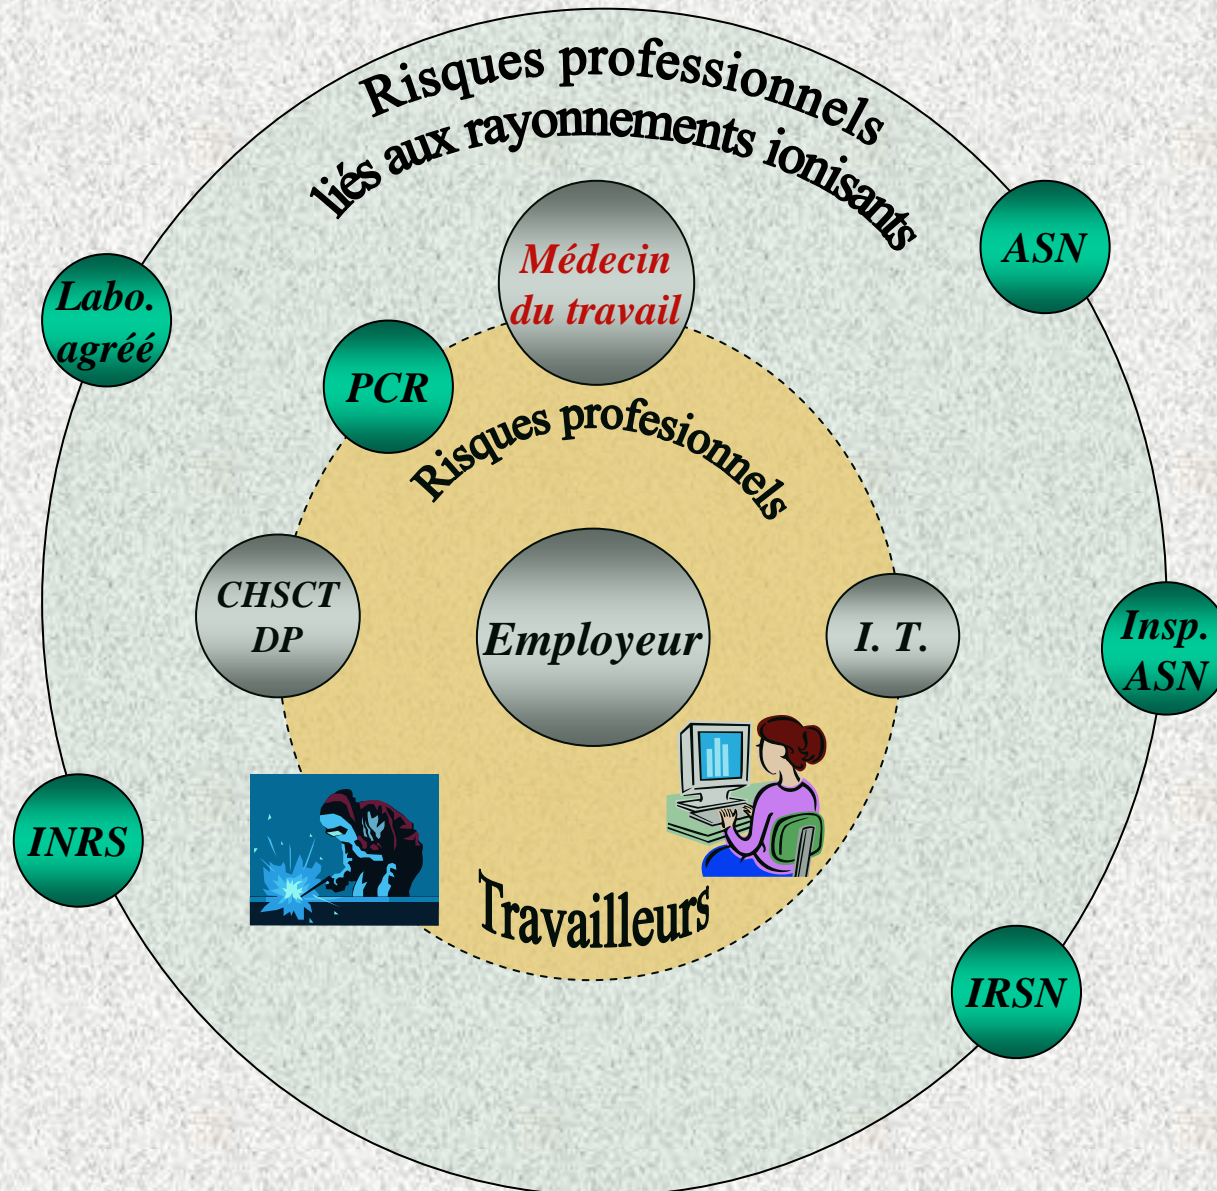 Risques professionnels
liés aux rayonnements ionisants
ASN
Médecin
du travail
Labo.
agréé
PCR
Risques profesionnels
CHSCT
DP
Employeur
I. T.
Insp.
ASN
INRS
Travailleurs
IRSN